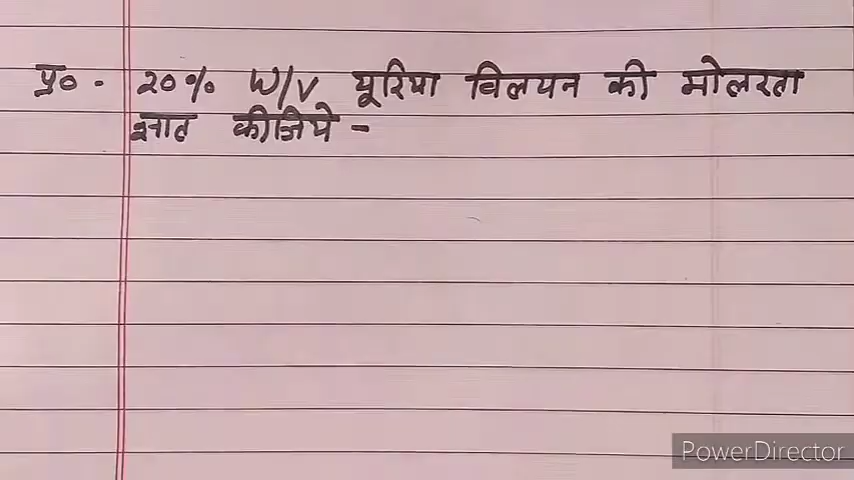 प्र० - 20% W/V यूरिया विलयन की मोलरता
ज्ञात कीजिये -
PowerDirector